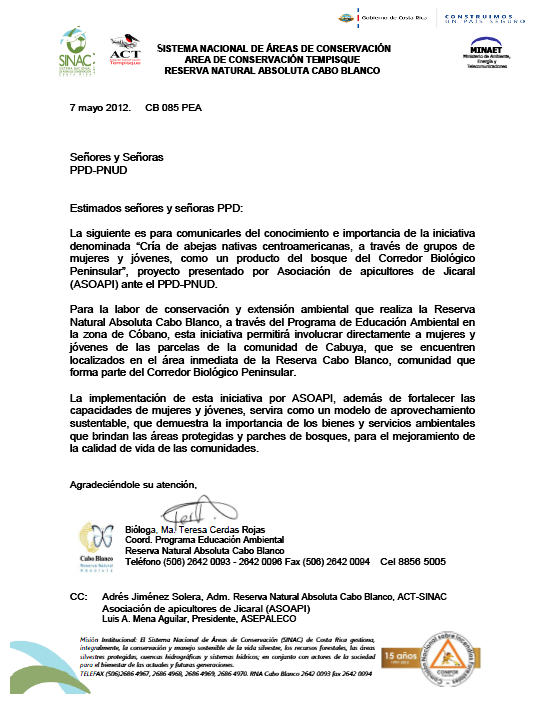 Gobierno de Costa Rica
CONSTRUIMOS
UN PAÍS SEGURO
SINAC
ACT
Tempisque
SISTEMA NACIONAL DE ÁREAS DE CONSERVACIÓN
AREA DE CONSERVACIÓN TEMPISQUE
RESERVA NATURAL ABSOLUTA CABO BLANCO
MINAET
Ministerio de Ambiente,
Energía y
Telecomunicaciones
7 mayo 2012. CB 085 PEA
Señores y Señoras
PPD-PNUD
Estimados señores y señoras PPD:
La siguiente es para comunicarles del conocimiento e importancia de la iniciativa
denominada “Cría de abejas nativas centroamericanas, a través de grupos de
mujeres y jóvenes, como un producto del bosque del Corredor Biológico
Peninsular”, proyecto presentado por Asociación de apicultores de Jicaral
(ASOAPI) ante el PPD-PNUD.
Para la labor de conservación y extensión ambiental que realiza la Reserva
Natural Absoluta Cabo Blanco, a través del Programa de Educación Ambiental en
la zona de Cóbano, esta iniciativa permitirá involucrar directamente a mujeres y
jóvenes de las parcelas de la comunidad de Cabuya, que se encuentren
localizados en el área inmediata de la Reserva Cabo Blanco, comunidad que
forma parte del Corredor Biológico Peninsular.
La implementación de esta iniciativa por ASOAPI, además de fortalecer las
capacidades de mujeres y jóvenes, servira como un modelo de aprovechamiento
sustentable, que demuestra la importancia de los bienes y servicios ambientales
que brindan las áreas protegidas y parches de bosques, para el mejoramiento de
la calidad de vida de las comunidades.
Agradeciéndole su atención,
Bióloga, Ma. Teresa Cerdas Rojas
Coord. Programa Educación Ambiental
Reserva Natural Absoluta Cabo Blanco
Teléfono (506) 2642 0093 - 2642 0096 Fax (506) 2642 0094 Cel 8856 5005
Cabo Blanco
Reserva Natural
Absoluta
CC: Adrés Jiménez Solera, Adm. Reserva Natural Absoluta Cabo Blanco, ACT-SINAC
Asociación de apicultores de Jicaral (ASOAPI)
Luis A. Mena Aguilar, Presidente, ASEPALECO
Misión Institucional: El Sistema Nacional de Áreas de Conservación (SINAC) de Costa Rica gestiona,
integralmente, la conservación y manejo sostenible de la vida silvestre, los recursos forestales, las áreas
silvestres protegidas, cuencas hidrográficas y sistemas hídricos; en conjunto con actores de la sociedad
para el bienestar de las actuales y futuras generaciones.
TELEFAX (506)2686 4967, 2686 4968, 2686 4969, 2686 4970. RNA Cabo Blanco 2642 0093 fax 2642 0094
15 años